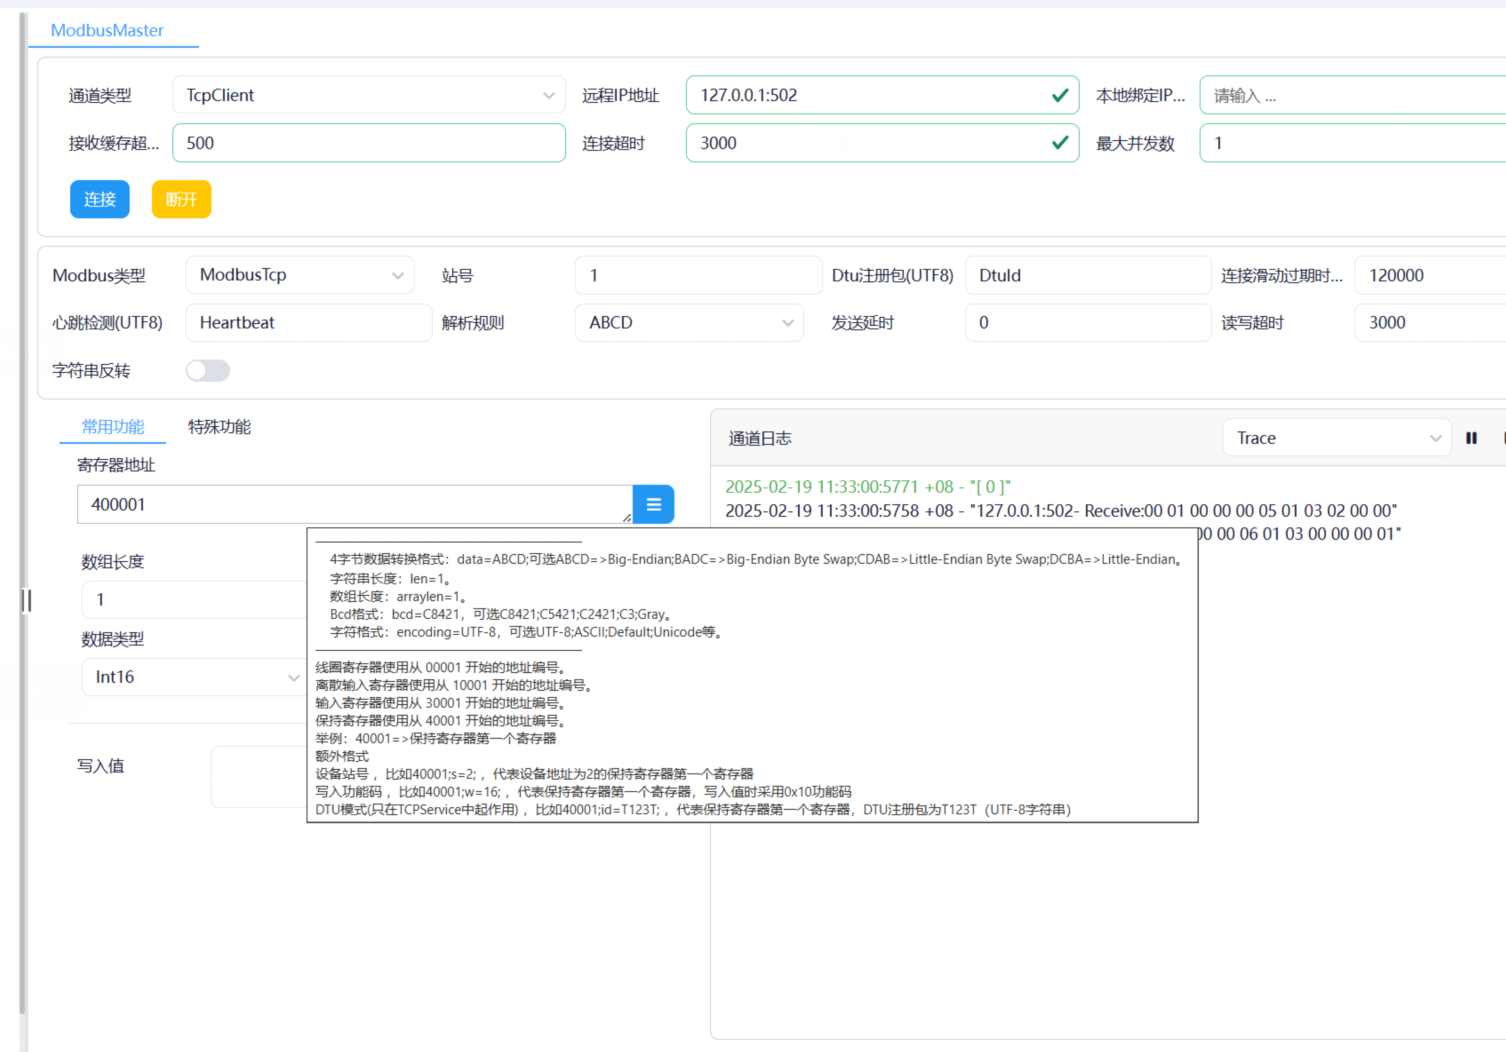 ModbusMaster
通道类型 TcpClient 远程IP地址 127.0.0.1:502 本地绑定IP... 请输入 ...
接收缓存超... 500 连接超时 3000 最大并发数 1
连接 断开
Modbus类型 ModbusTcp 站号 1 Dtu注册包(UTF8) DtuId 连接滑动过期时... 120000
心跳检测(UTF8) Heartbeat 解析规则 ABCD 发送延时 0 读写超时 3000
字符串反转
常用功能 特殊功能
通道日志 Trace
寄存器地址
400001
2025-02-19 11:33:00:5771 +08 - "[ 0 ]"
2025-02-19 11:33:00:5758 +08 - "127.0.0.1:502- Receive:00 01 00 00 00 05 01 03 02 00 00"
00 00 06 01 03 00 00 00 01"
4字节数据转换格式：data=ABCD;可选ABCD=>Big-Endian;BADC=>Big-Endian Byte Swap;CDAB=>Little-Endian Byte Swap;DCBA=>Little-Endian。
字符串长度：len=1。
数组长度：arraylen=1。
Bcd格式：bcd=C8421，可选C8421;C5421;C2421;C3;Gray。
字符格式：encoding=UTF-8，可选UTF-8;ASCII;Default;Unicode等。
线圈寄存器使用从 00001 开始的地址编号。
离散输入寄存器使用从 10001 开始的地址编号。
输入寄存器使用从 30001 开始的地址编号。
保持寄存器使用从 40001 开始的地址编号。
举例：40001=>保持寄存器第一个寄存器
额外格式
设备站号 ，比如40001;s=2; ，代表设备地址为2的保持寄存器第一个寄存器
写入功能码 ，比如40001;w=16; ，代表保持寄存器第一个寄存器，写入值时采用0x10功能码
DTU模式(只在TCPService中起作用) ，比如40001;id=T123T; ，代表保持寄存器第一个寄存器，DTU注册包为T123T（UTF-8字符串）
数组长度
1
数据类型
Int16
写入值